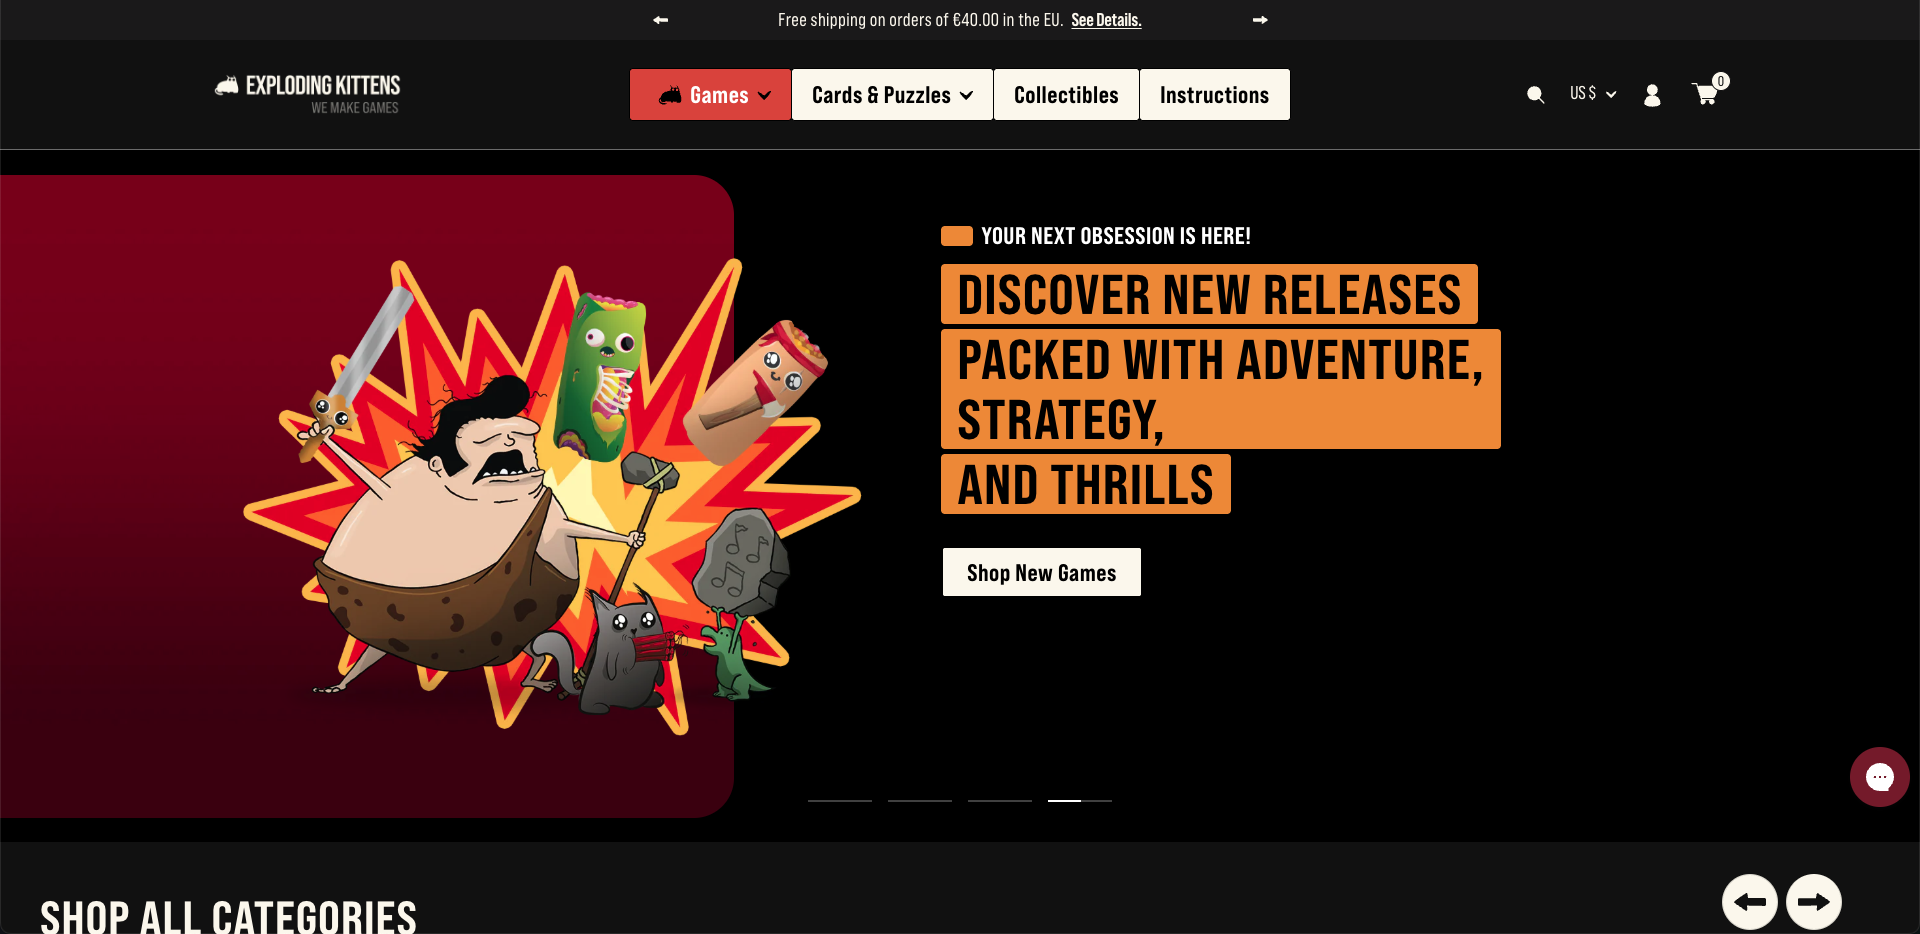 Free shipping on orders of €40.00 in the EU. See Details.
EXPLODING KITTENS
WE MAKE GAMES
Games
Cards & Puzzles
Collectibles
Instructions
US $
0
YOUR NEXT OBSESSION IS HERE!
DISCOVER NEW RELEASES
PACKED WITH ADVENTURE,
STRATEGY,
AND THRILLS
Shop New Games
SHOP ALL CATEGORIES